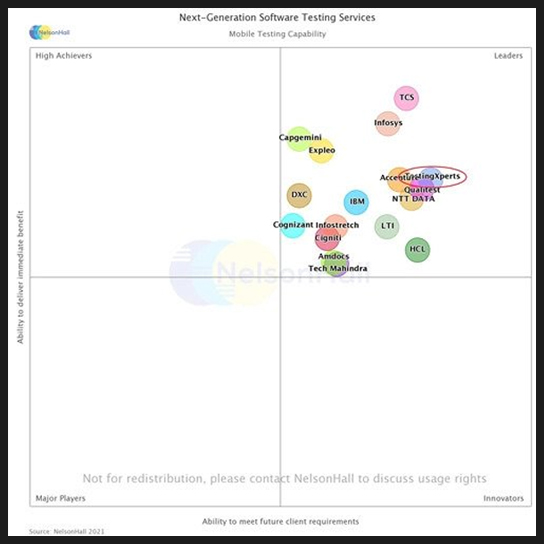 Next-Generation Software Testing Services
NelsonHall
Mobile Testing Capability
High Achievers
Leaders
TCS
Infosys
Capgemini
Expleo
Accenture
TestingXperts
Qualitest
DXC
IBM
NTT DATA
Cognizant
Infostretch
LTI
Cigniti
HCL
Amdocs
Tech Mahindra
NelsonHall
Ability to deliver immediate benefit
Not for redistribution, please contact NelsonHall to discuss usage rights
Major Players
Innovators
Ability to meet future client requirements
Source: NelsonHall 2021